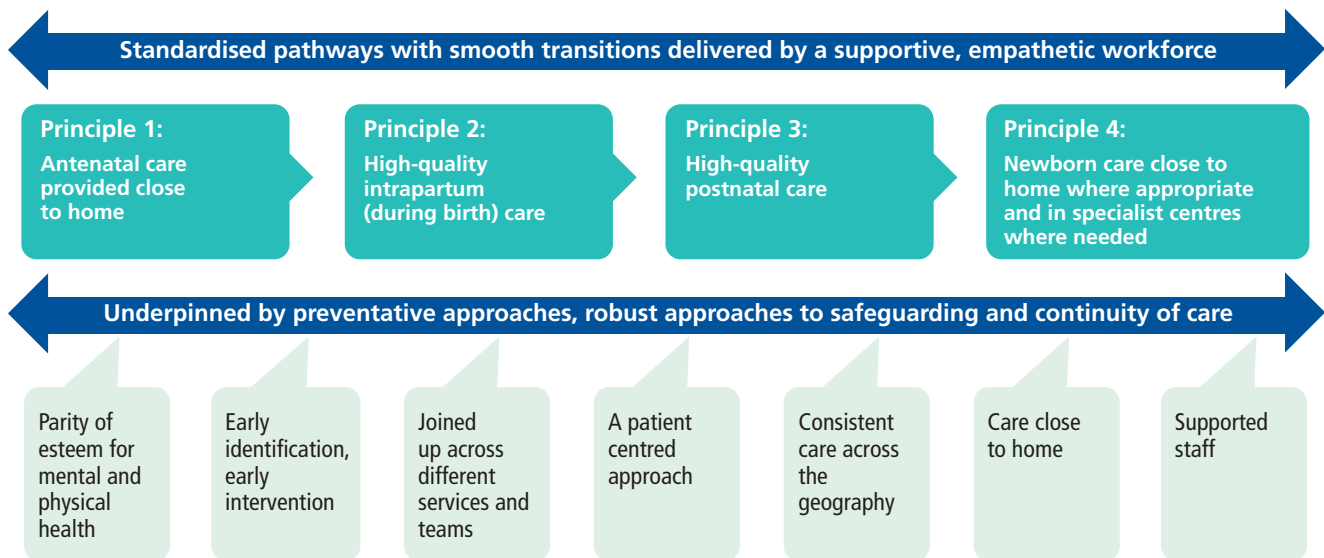 Standardised pathways with smooth transitions delivered by a supportive, empathetic workforce
Principle 1:
Antenatal care
provided close
to home
Principle 2:
High-quality
intrapartum
(during birth) care
Principle 3:
High-quality
postnatal care
Principle 4:
Newborn care close to
home where appropriate
and in specialist centres
where needed
Underpinned by preventative approaches, robust approaches to safeguarding and continuity of care
Parity of
esteem for
mental and
physical
health
Early
identification,
early
intervention
Joined
up across
different
services and
teams
A patient
centred
approach
Consistent
care across
the
geography
Care close
to home
Supported
staff